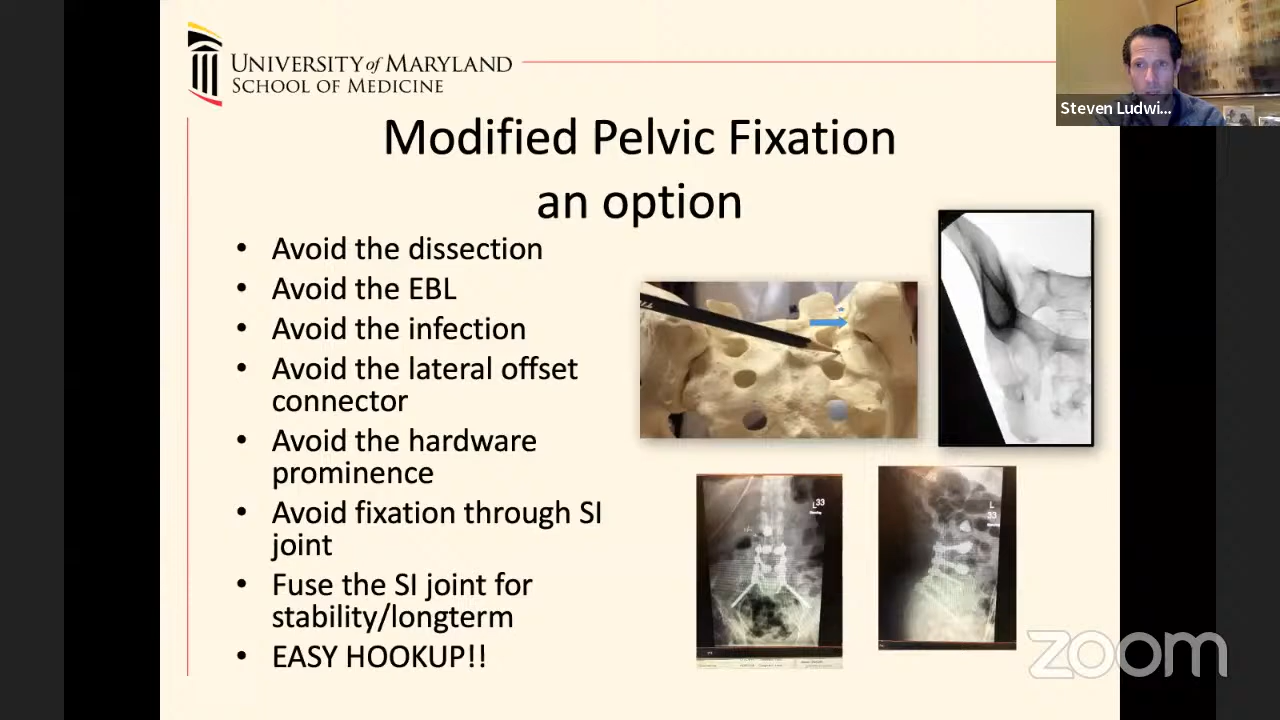 UNIVERSITY of MARYLAND
SCHOOL OF MEDICINE
Steven Ludwi...
Modified Pelvic Fixation
an option
• Avoid the dissection
• Avoid the EBL
• Avoid the infection
• Avoid the lateral offset
connector
• Avoid the hardware
prominence
• Avoid fixation through SI
joint
• Fuse the SI joint for
stability/longterm
• EASY HOOKUP!!
L 33
L
33
zoom